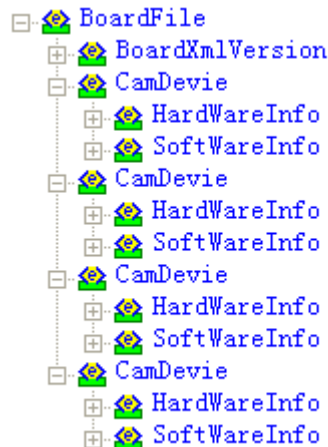 BoardFile
BoardXmlVersion
CamDevie
HardWareInfo
SoftWareInfo
CamDevie
HardWareInfo
SoftWareInfo
CamDevie
HardWareInfo
SoftWareInfo
CamDevie
HardWareInfo
SoftWareInfo